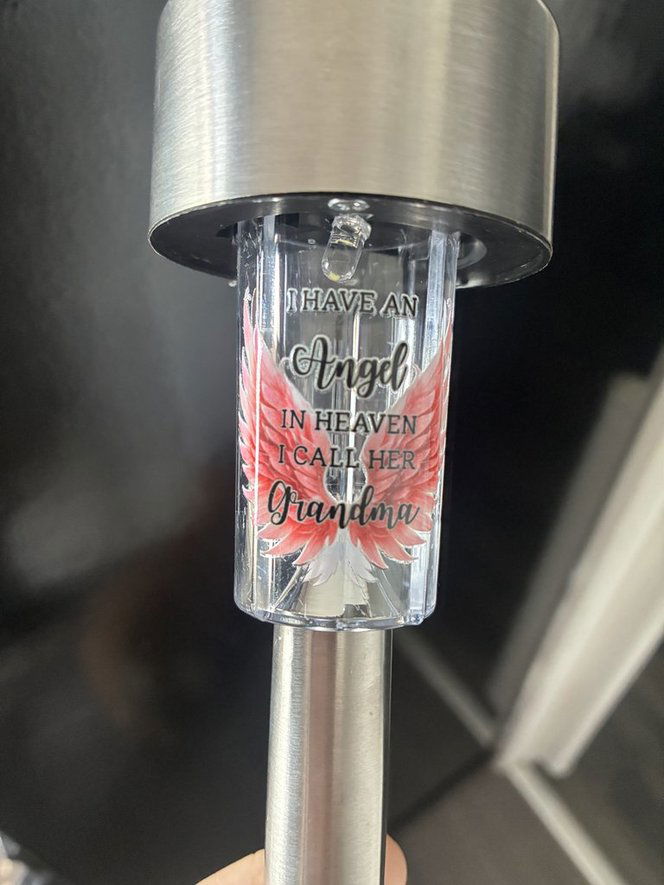 I HAVE AN
Angel
IN HEAVEN
I CALL HER
Grandma